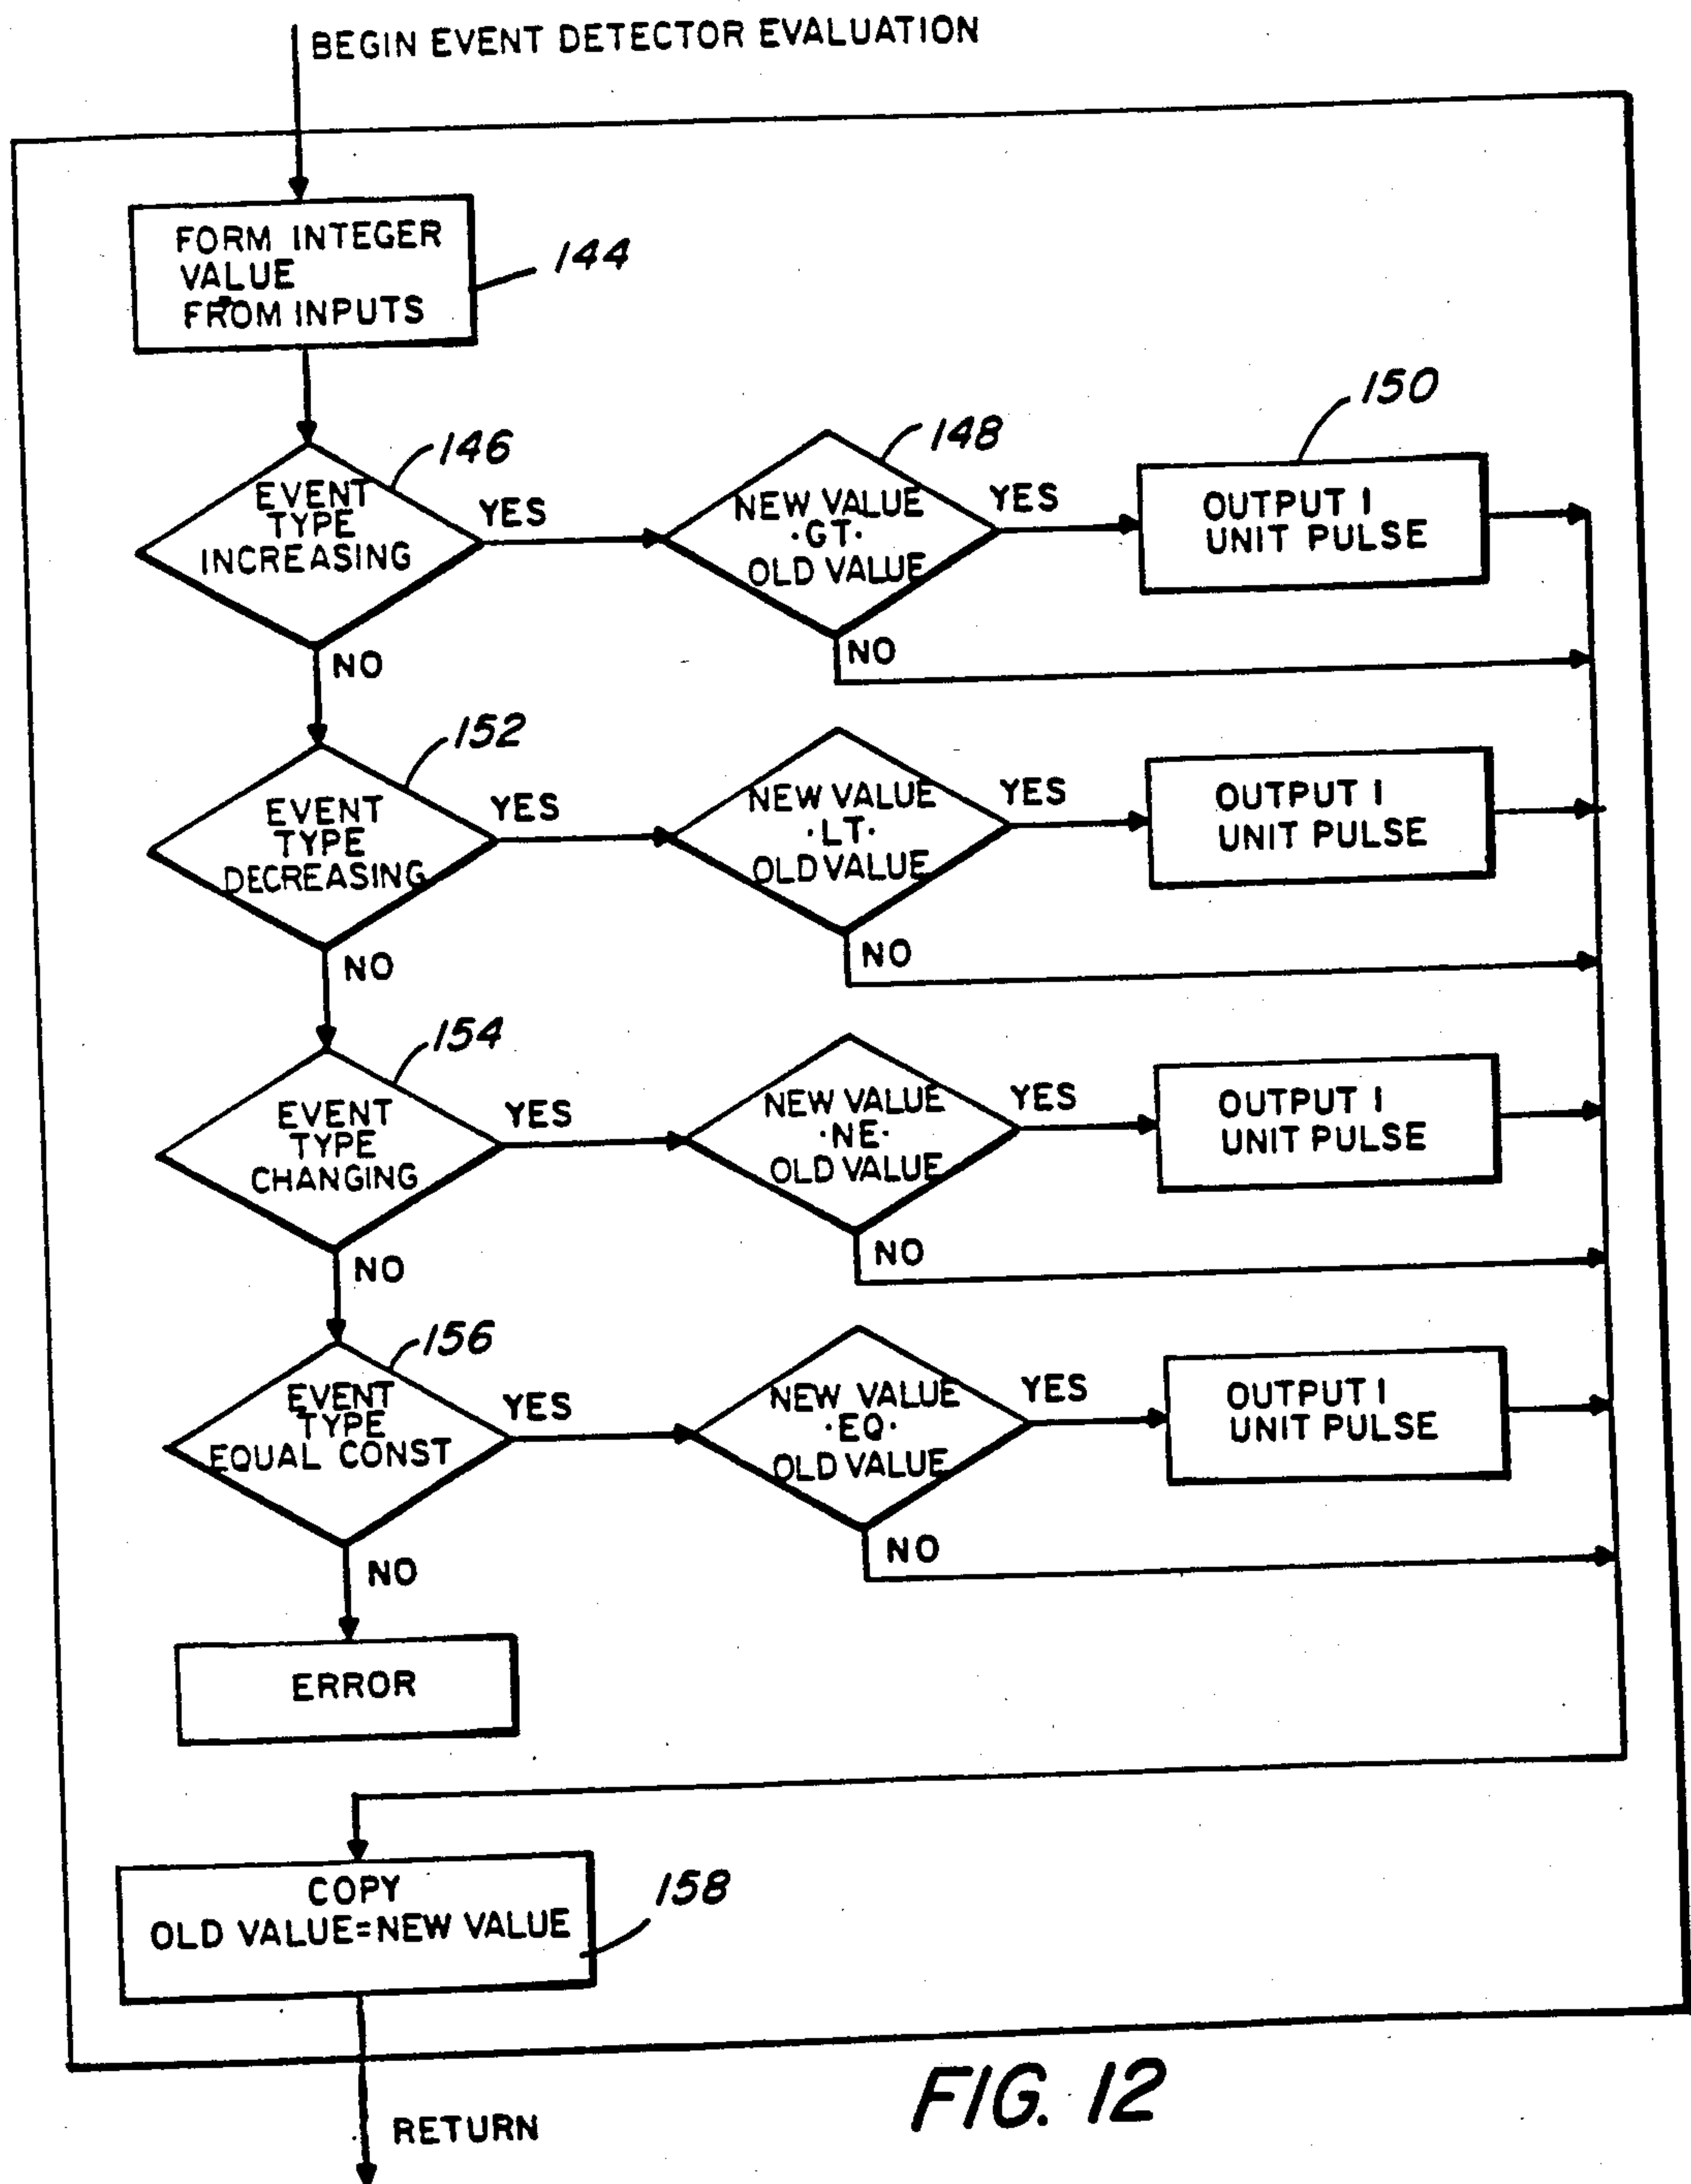 BEGIN EVENT DETECTOR EVALUATION
FORM INTEGER
VALUE
FROM INPUTS
144
146
EVENT
TYPE
INCREASING
YES
NO
148
NEW VALUE
·GT·
OLD VALUE
YES
NO
150
OUTPUT 1
UNIT PULSE
152
EVENT
TYPE
DECREASING
YES
NO
NEW VALUE
·LT·
OLD VALUE
YES
NO
OUTPUT 1
UNIT PULSE
154
EVENT
TYPE
CHANGING
YES
NO
NEW VALUE
·NE·
OLD VALUE
YES
NO
OUTPUT 1
UNIT PULSE
156
EVENT
TYPE
EQUAL CONST
YES
NO
NEW VALUE
·EQ·
OLD VALUE
YES
NO
OUTPUT 1
UNIT PULSE
ERROR
COPY
OLD VALUE=NEW VALUE
158
RETURN
FIG. 12